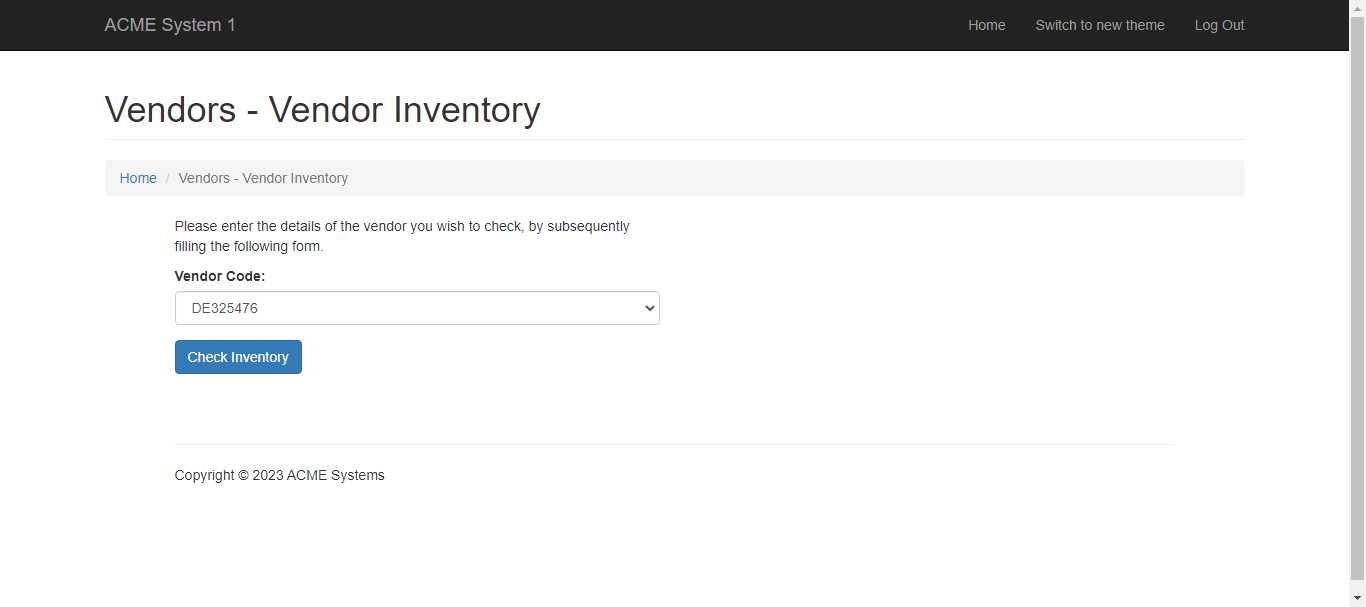 ACME System 1
Home
Switch to new theme
Log Out
Vendors - Vendor Inventory
Home / Vendors - Vendor Inventory
Please enter the details of the vendor you wish to check, by subsequently
filling the following form.
Vendor Code:
DE325476
Check Inventory
Copyright © 2023 ACME Systems